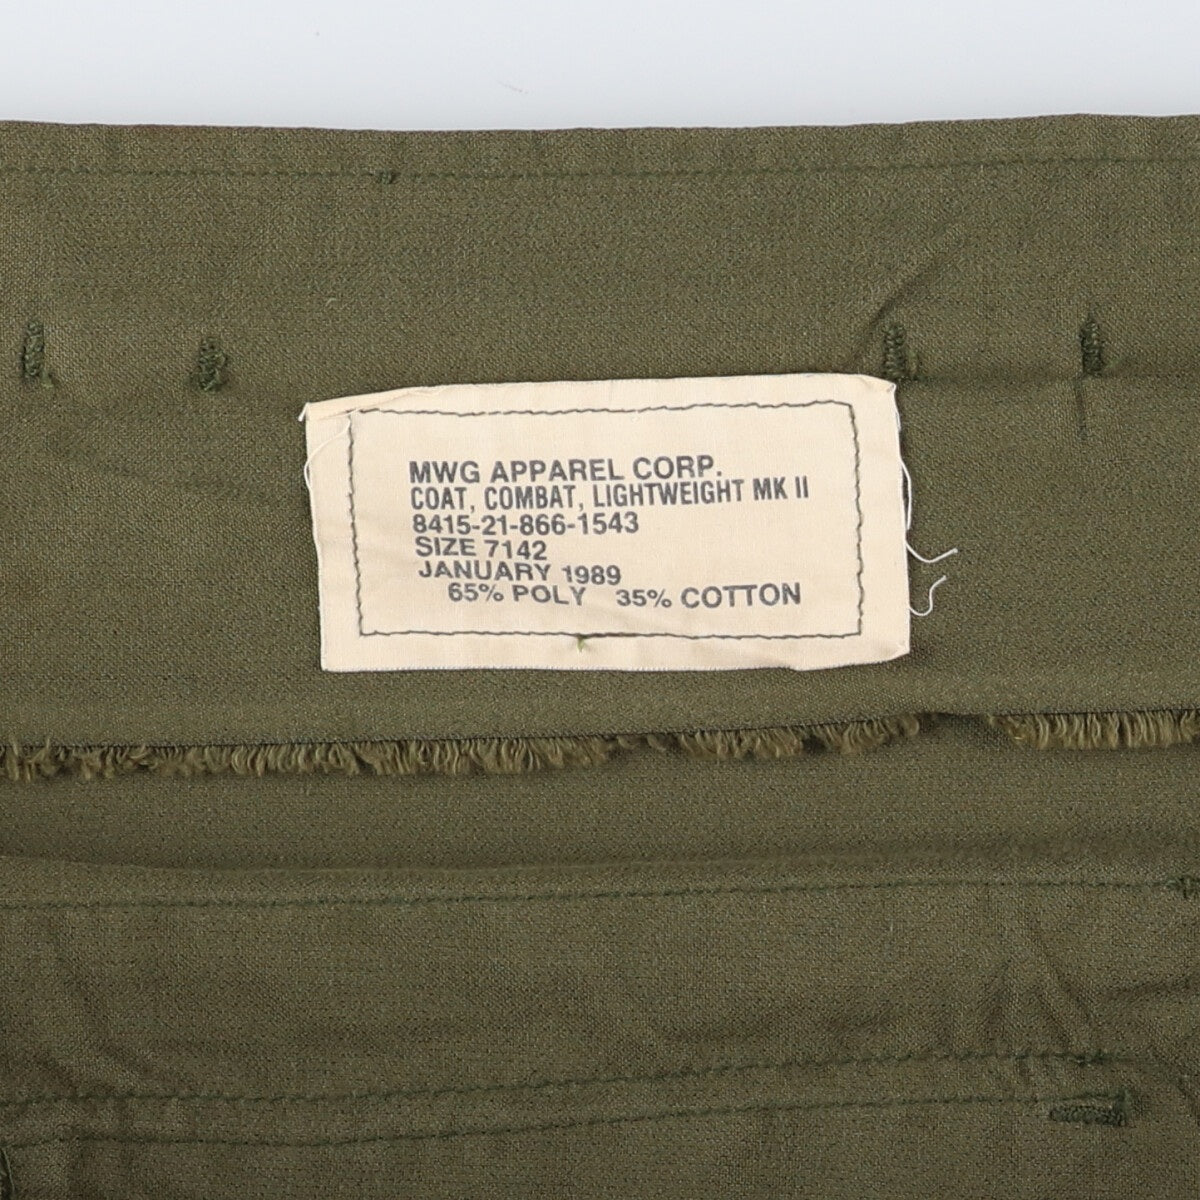 MWG APPAREL CORP.
COAT, COMBAT, LIGHTWEIGHT MK II
8415-21-866-1543
SIZE 7142
JANUARY 1989
65% POLY 35% COTTON